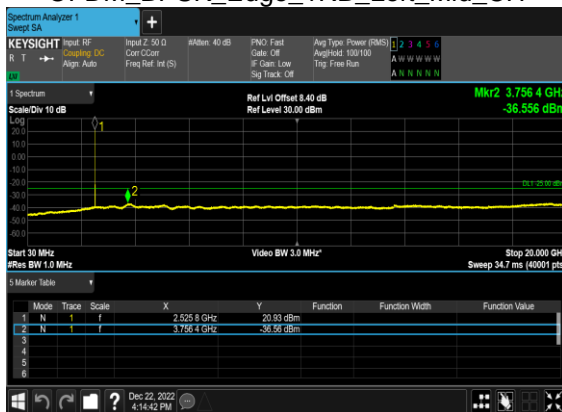 Spectrum Analyzer 1
Swept SA
+
KEYSIGHT Input: RF Input Z: 50 Ω #Atten: 40 dB PNO: Fast Avg Type: Power (RMS) 1 2 3 4 5 6
R T Coupling: DC Corr CCorr Gate: Off Avg|Hold: 100/100 A W W W W W
Align: Auto Freq Ref: Int (S) IF Gain: Low Trig: Free Run
Sig Track: Off A N N N N N
LXI
1 Spectrum Ref Lvl Offset 8.40 dB Mkr2 3.756 4 GHz
Scale/Div 10 dB Ref Level 30.00 dBm -36.556 dBm
Log
20.0 1
10.0
0.00
-10.0
-20.0 DL1 -25.00 dBm
-30.0 2
-40.0
-50.0
-60.0
Start 30 MHz Video BW 3.0 MHz* Stop 20.000 GH
#Res BW 1.0 MHz Sweep 34.7 ms (40001 pts
5 Marker Table
Mode Trace Scale X Y Function Function Width Function Value
1 N 1 f 2.525 8 GHz 20.93 dBm
2 N 1 f 3.756 4 GHz -36.56 dBm
3
4
5
6
? Dec 22, 2022
4:14:42 PM